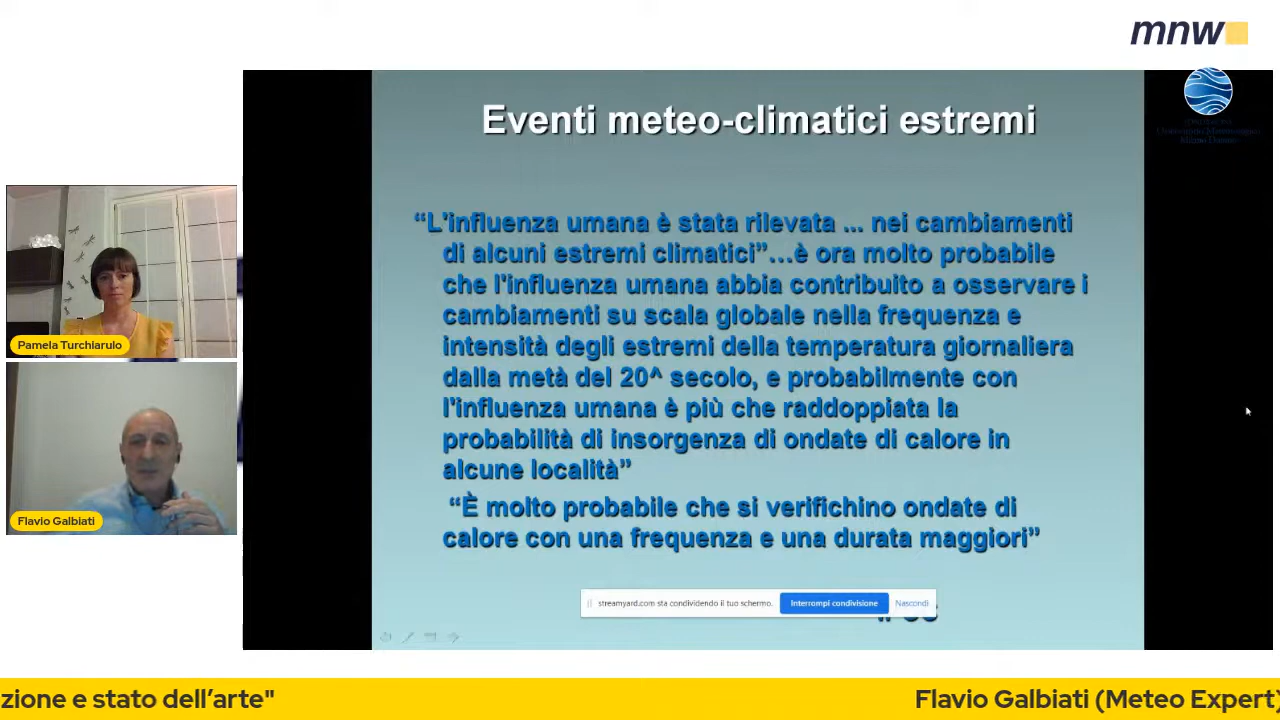 mnw
Eventi meteo-climatici estremi
“L'influenza umana è stata rilevata ... nei cambiamenti
di alcuni estremi climatici”...è ora molto probabile
che l'influenza umana abbia contribuito a osservare i
cambiamenti su scala globale nella frequenza e
intensità degli estremi della temperatura giornaliera
dalla metà del 20^ secolo, e probabilmente con
l'influenza umana è più che raddoppiata la
probabilità di insorgenza di ondate di calore in
alcune località”
“È molto probabile che si verifichino ondate di
calore con una frequenza e una durata maggiori”
streamyard.com sta condividendo il tuo schermo.
Interrompi condivisione
Nascondi
Pamela Turchiarulo
Flavio Galbiati
zione e stato dell’arte"
Flavio Galbiati (Meteo Expert)